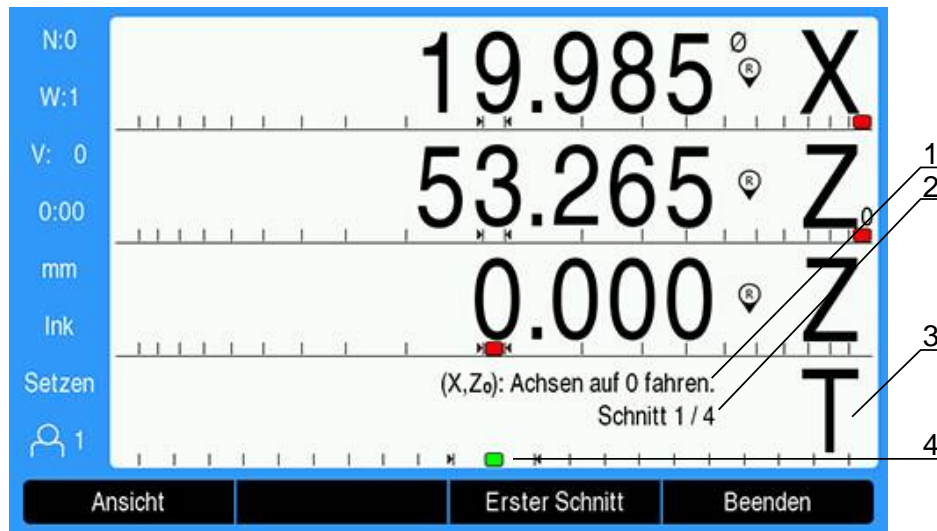 N:0
W:1
V: 0
0:00
mm
Ink
Setzen
1
19.985 Ø R X
53.265 R Z0
0.000 R Z
(X,Z₀): Achsen auf 0 fahren.
Schnitt 1 / 4
T
Ansicht
Erster Schnitt
Beenden
1
2
3
4